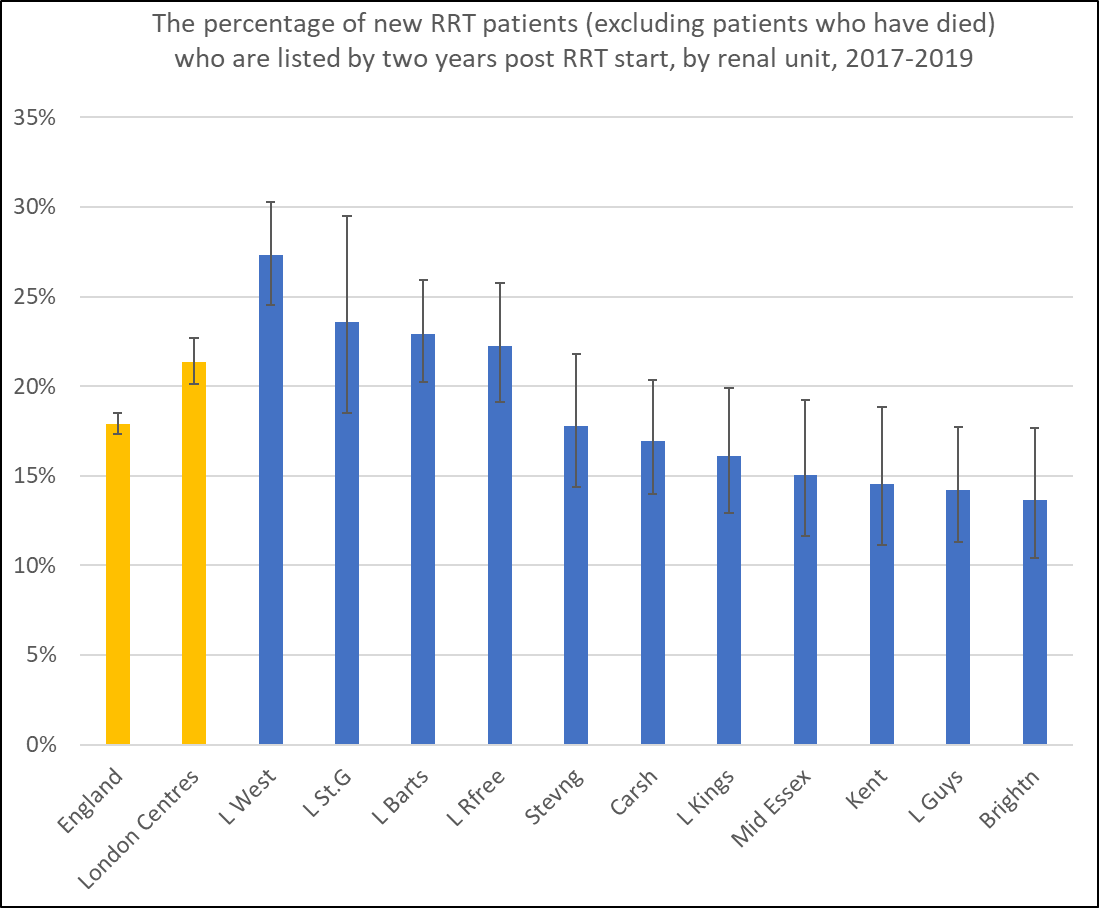 The percentage of new RRT patients (excluding patients who have died)
who are listed by two years post RRT start, by renal unit, 2017-2019
35%
30%
25%
20%
15%
10%
5%
0%
England
London Centres
L West
L St.G
L Barts
L Rfree
Stevng
Carsh
L Kings
Mid Essex
Kent
L Guys
Brightn